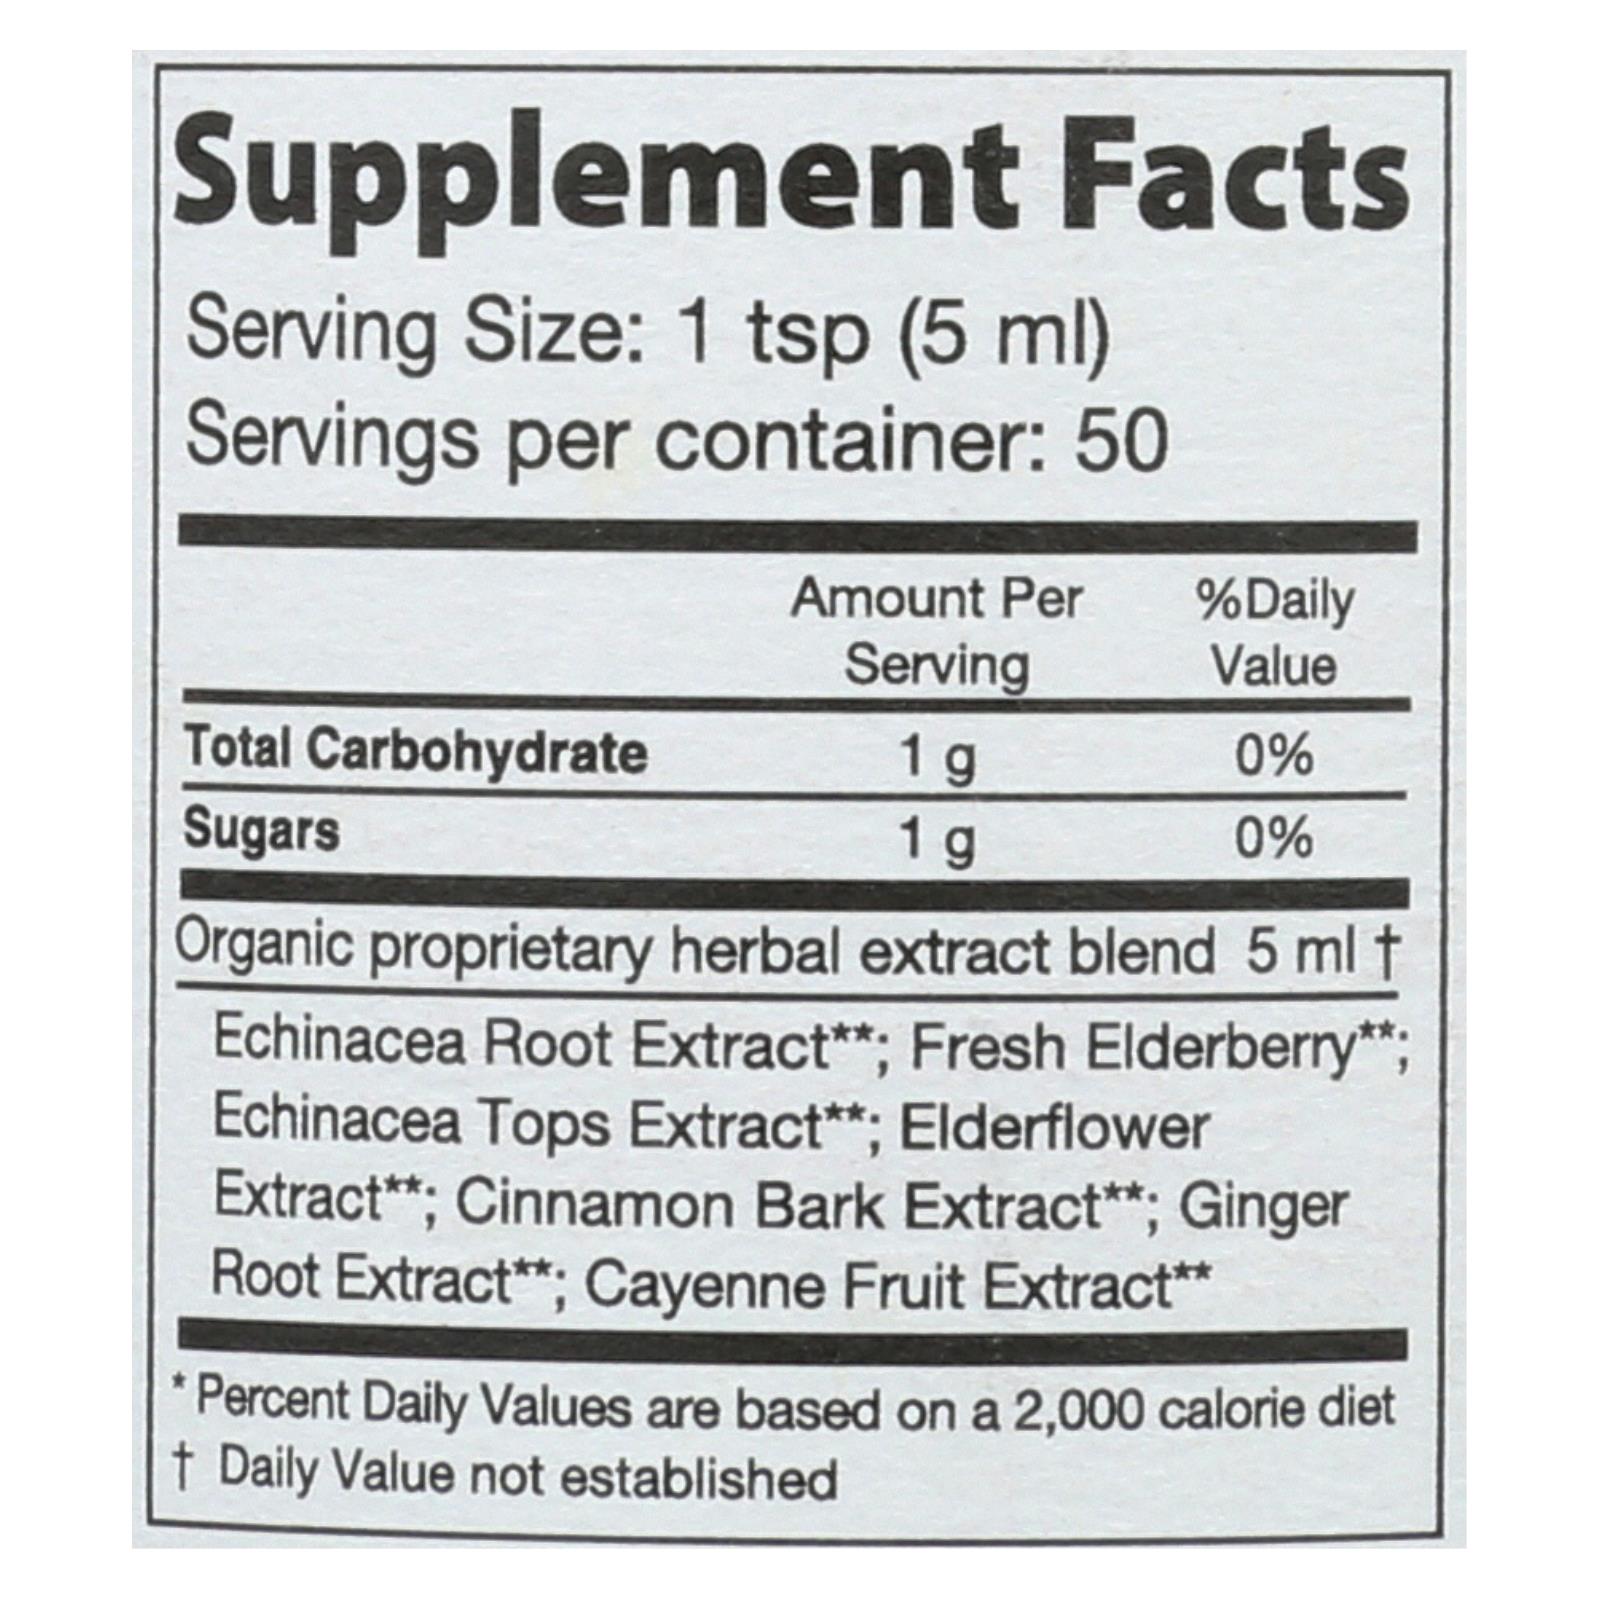 Supplement Facts
Serving Size: 1 tsp (5 ml)
Servings per container: 50
Amount Per %Daily
Serving Value
Total Carbohydrate 1 g 0%
Sugars 1 g 0%
Organic proprietary herbal extract blend 5 ml †
Echinacea Root Extract**; Fresh Elderberry**;
Echinacea Tops Extract**; Elderflower
Extract**; Cinnamon Bark Extract**; Ginger
Root Extract**; Cayenne Fruit Extract**
* Percent Daily Values are based on a 2,000 calorie diet
† Daily Value not established